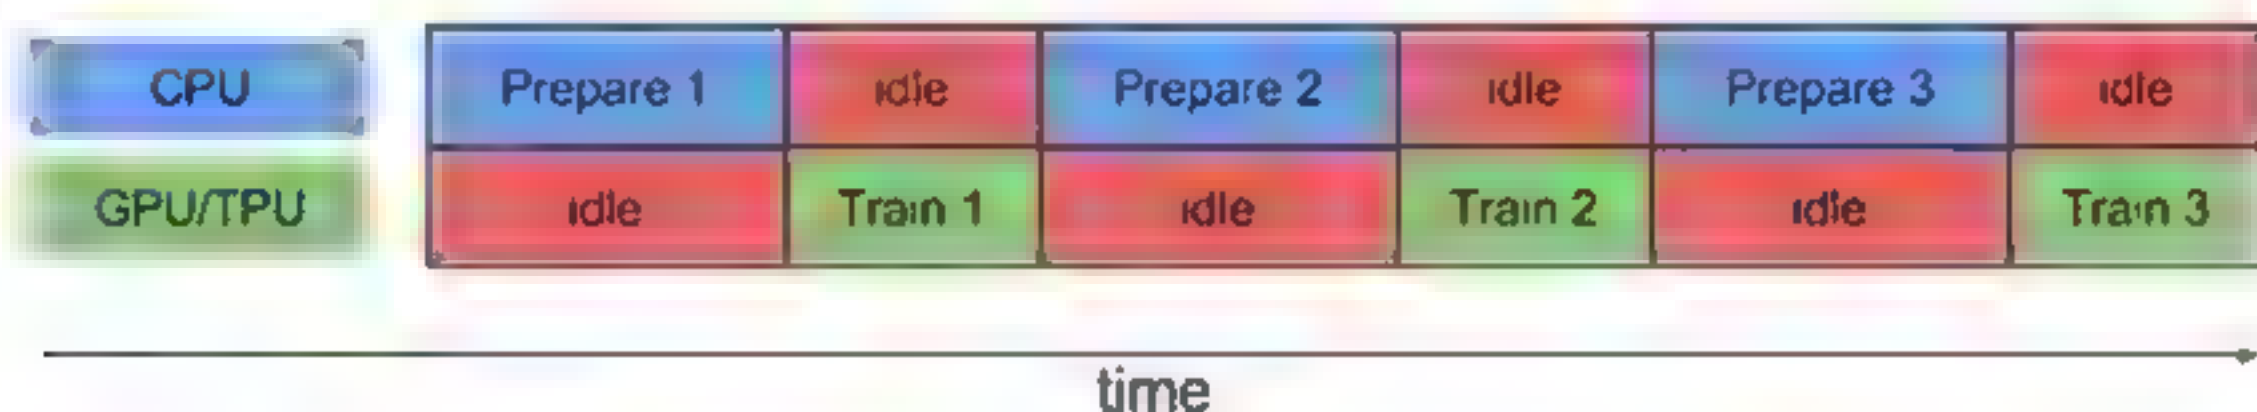 CPU Prepare 1 idle Prepare 2 idle Prepare 3 idle
GPU/TPU idle Train 1 idle Train 2 idle Train 3
time